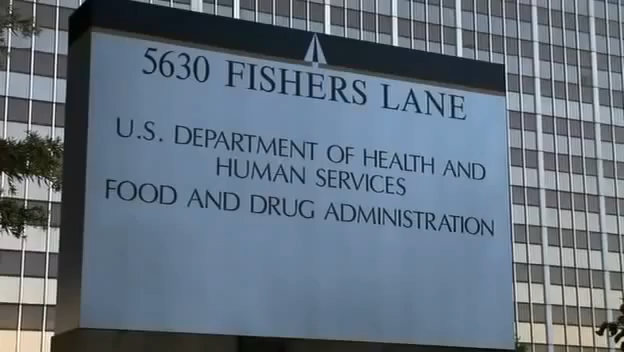 5630 FISHERS LANE
U.S. DEPARTMENT OF HEALTH AND
HUMAN SERVICES
FOOD AND DRUG ADMINISTRATION